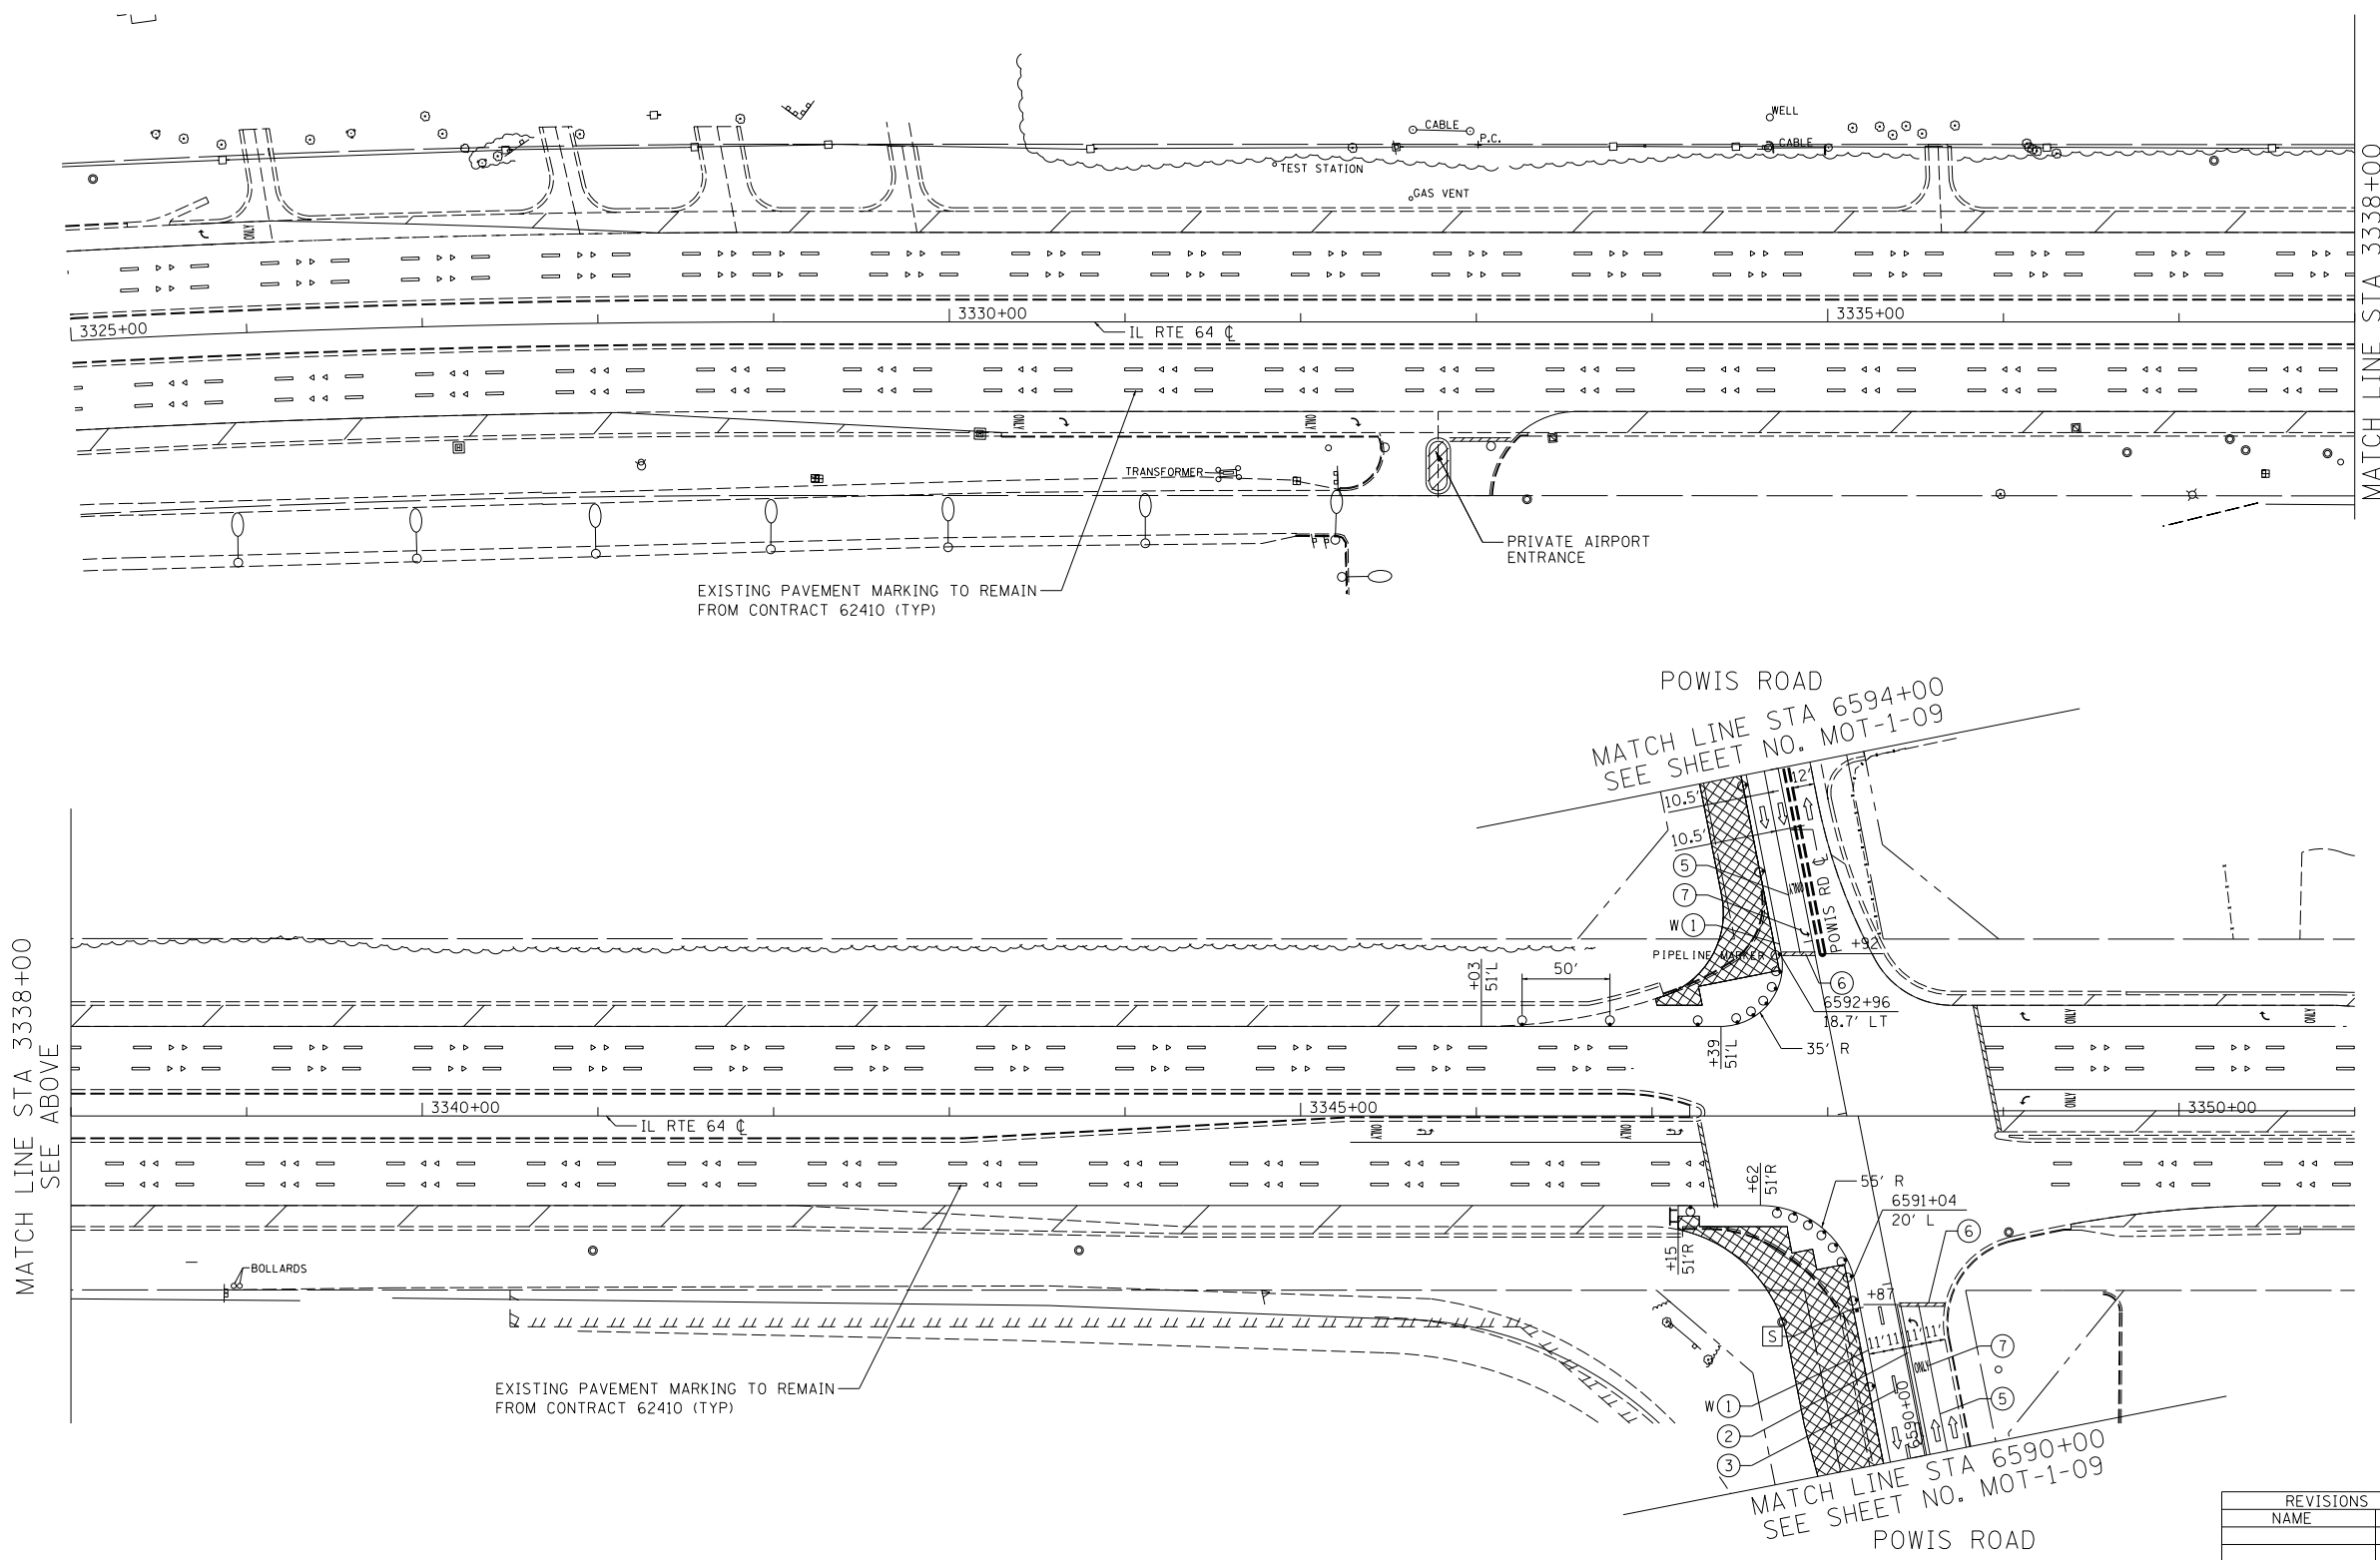 WELL
CABLE
P.C.
CABLE
TEST STATION
GAS VENT
ONLY
3325+00
3330+00
3335+00
IL RTE 64 ℄
ONLY
ONLY
TRANSFORMER
PRIVATE AIRPORT
ENTRANCE
EXISTING PAVEMENT MARKING TO REMAIN
FROM CONTRACT 62410 (TYP)
MATCH LINE STA 3338+00
POWIS ROAD
MATCH LINE STA 6594+00
SEE SHEET NO. MOT-1-09
12'
10.5'
10.5'
5
7
ONLY
POWIS RD ℄
W 1
+92
PIPELINE MARKER
6
6592+96
18.7' LT
+03
51'L
50'
+39
51'L
35' R
ONLY
ONLY
MATCH LINE STA 3338+00
SEE ABOVE
3340+00
3345+00
3350+00
IL RTE 64 ℄
ONLY
ONLY
ONLY
+62
51'R
55' R
6591+04
20' L
6
+15
51'R
+87
BOLLARDS
S
11'11'11'11'
7
ONLY
5
W 1
2
3
6590+00
EXISTING PAVEMENT MARKING TO REMAIN
FROM CONTRACT 62410 (TYP)
MATCH LINE STA 6590+00
SEE SHEET NO. MOT-1-09
POWIS ROAD
REVISIONS
NAME